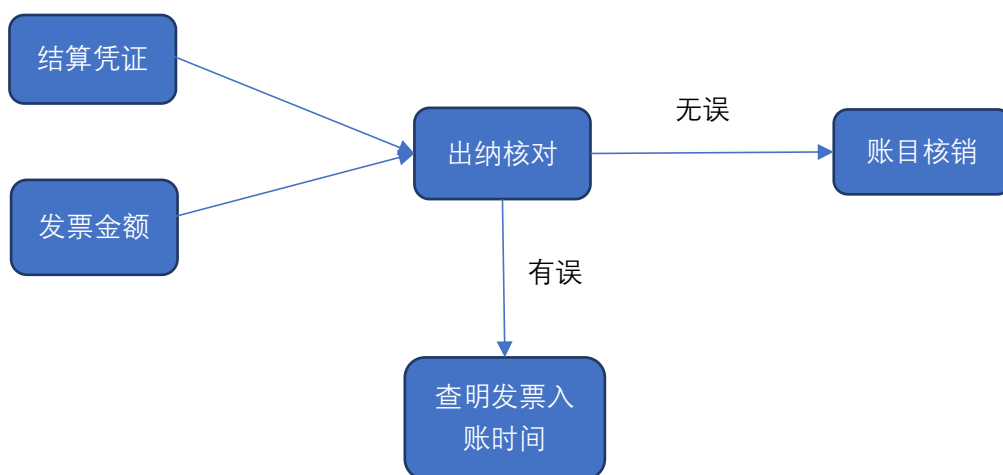 结算凭证
无误
出纳核对
账目核销
发票金额
有误
查明发票入
账时间